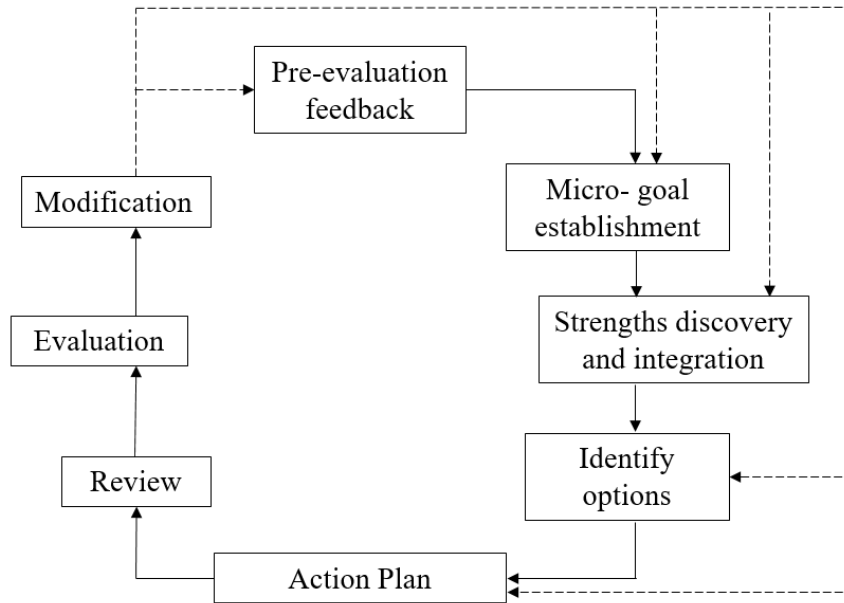 Pre-evaluation
feedback
Micro- goal
establishment
Modification
Strengths discovery
and integration
Evaluation
Identify
options
Review
Action Plan